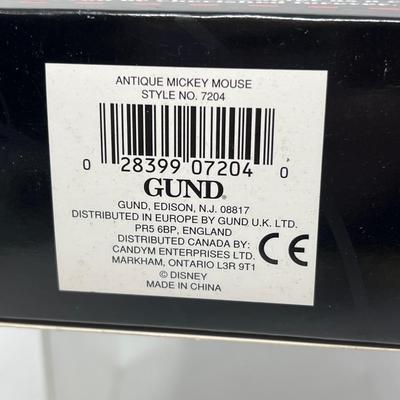 ANTIQUE MICKEY MOUSE
STYLE NO. 7204
0 28399 07204 0
GUND®
GUND, EDISON, N.J. 08817
DISTRIBUTED IN EUROPE BY GUND U.K. LTD.
PR5 6BP, ENGLAND
DISTRIBUTED CANADA BY:
CANDYM ENTERPRISES LTD.
MARKHAM, ONTARIO L3R 9T1
CE
© DISNEY
MADE IN CHINA